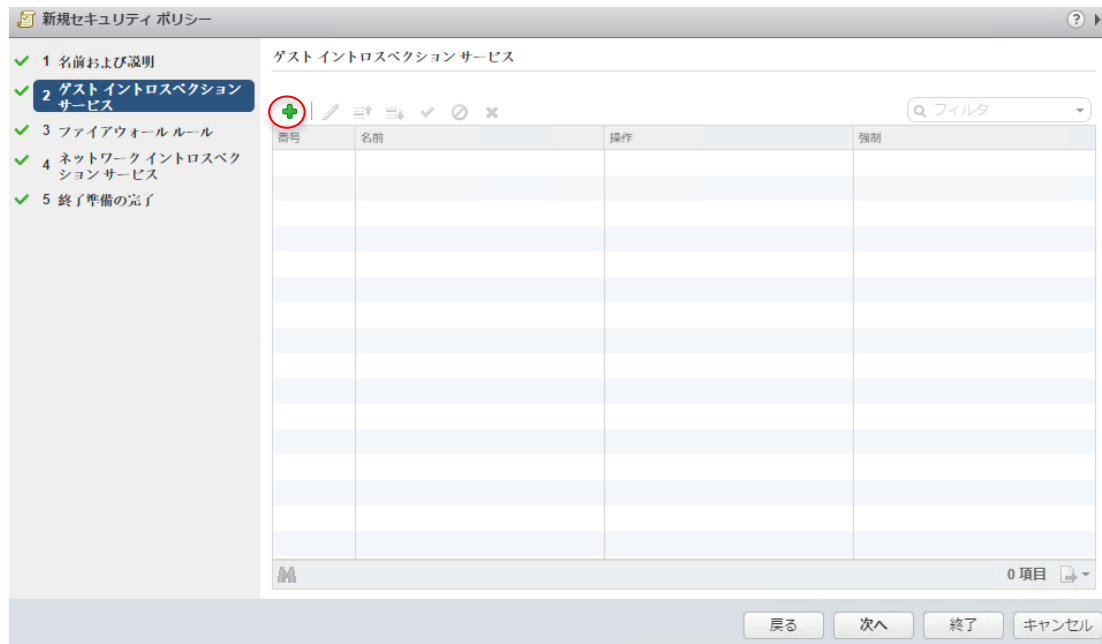 新規セキュリティ ポリシー
?
1 名前および説明
2 ゲスト イントロスペクション
サービス
3 ファイアウォール ルール
4 ネットワーク イントロスペク
ション サービス
5 終了準備の完了
ゲスト イントロスペクション サービス
フィルタ
番号 名前 操作 強制
0 項目
戻る 次へ 終了 キャンセル